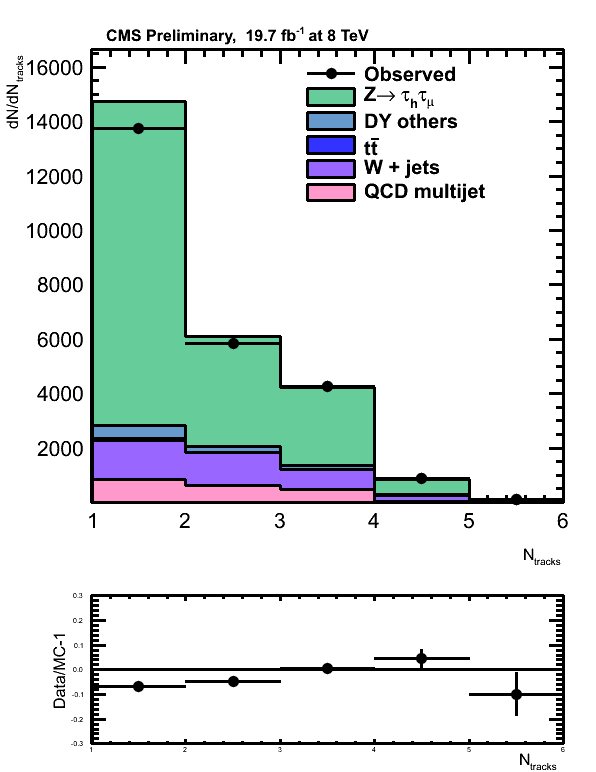 CMS Preliminary, 19.7 fb⁻¹ at 8 TeV
dN/dN_tracks
16000
14000
12000
10000
8000
6000
4000
2000
Observed
Z→ τ_hτ_μ
DY others
tt̄
W + jets
QCD multijet
1 2 3 4 5 6
N_tracks
Data/MC-1
0.3
0.2
0.1
0.0
-0.1
-0.2
-0.3
1 2 3 4 5 6
N_tracks